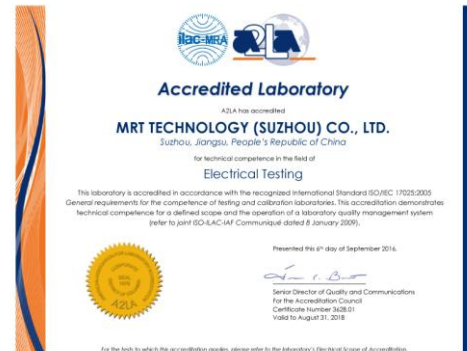 ilac-MRA
A2LA
Accredited Laboratory
A2LA has accredited
MRT TECHNOLOGY (SUZHOU) CO., LTD.
Suzhou, Jiangsu, People's Republic of China
for technical competence in the field of
Electrical Testing
This laboratory is accredited in accordance with the recognized International Standard ISO/IEC 17025:2005
General requirements for the competence of testing and calibration laboratories. This accreditation demonstrates
technical competence for a defined scope and the operation of a laboratory quality management system
(refer to joint ISO-ILAC-IAF Communiqué dated 8 January 2009).
Presented this 6th day of September 2016.
Senior Director of Quality and Communications
For the Accreditation Council
Certificate Number 3628.01
Valid to August 31, 2018
CORPORATE
SEAL
1978
A2LA
For the tests to which this accreditation applies, please refer to the laboratory's Electrical Scope of Accreditation.